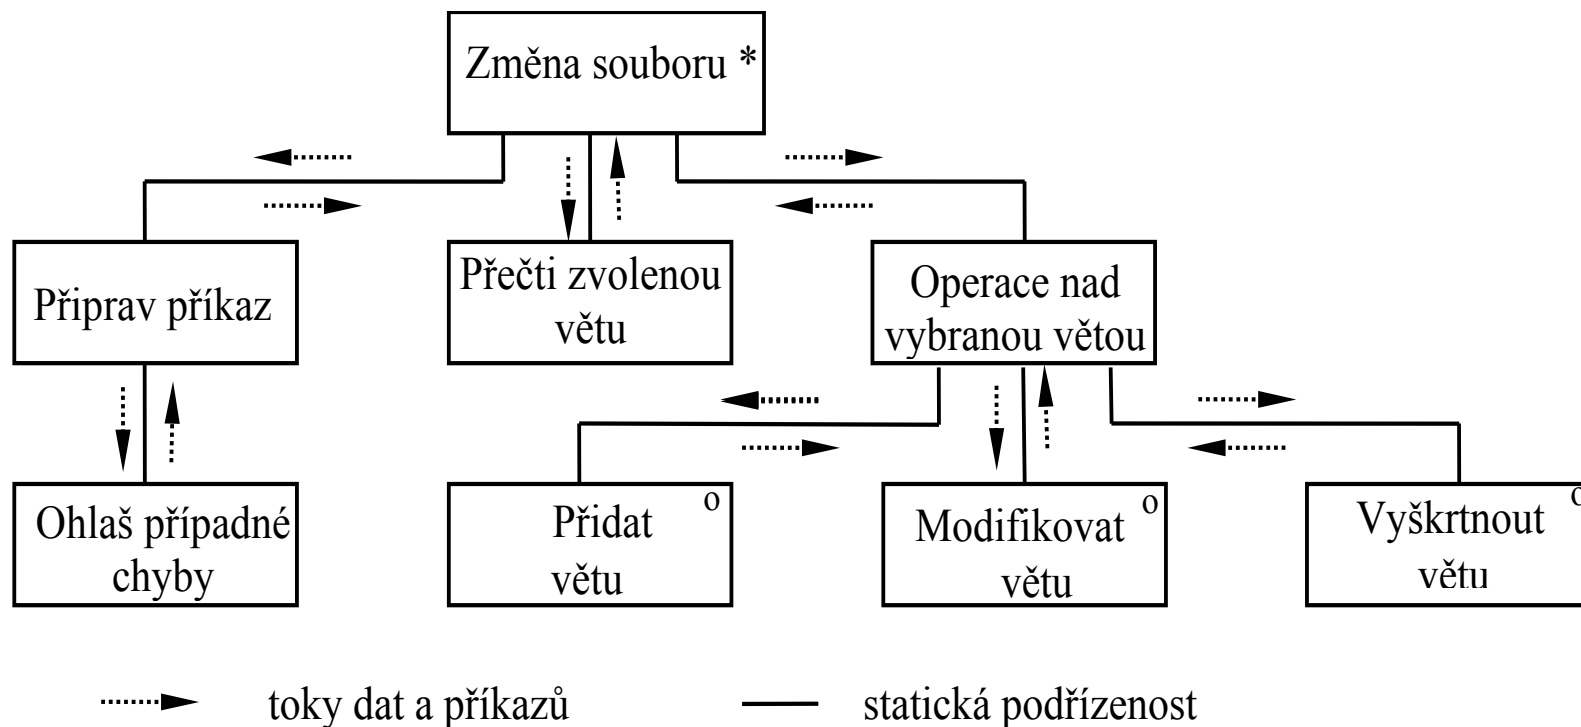 Změna souboru *
Připrav příkaz
Přečti zvolenou
větu
Operace nad
vybranou větou
Ohlaš případné
chyby
Přidat o
větu
Modifikovat o
větu
Vyškrtnout o
větu
toky dat a příkazů
statická podřízenost